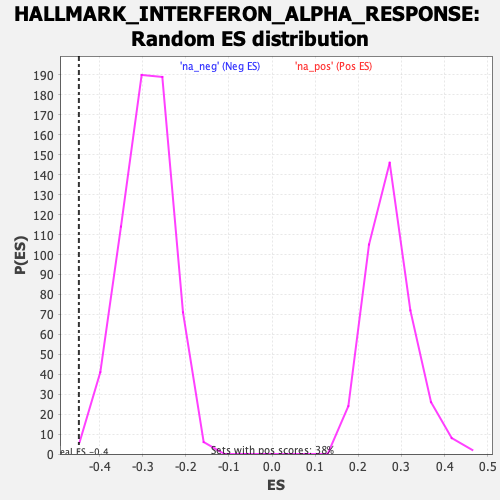 HALLMARK_INTERFERON_ALPHA_RESPONSE:
Random ES distribution
'na_neg' (Neg ES) 'na_pos' (Pos ES)
190
180
170
160
150
140
130
120
110
100
90
80
70
60
50
40
30
20
10
0
P(ES)
eal ES -0.4
Sets with pos scores: 38%
-0.4 -0.3 -0.2 -0.1 0.0 0.1 0.2 0.3 0.4 0.5
ES